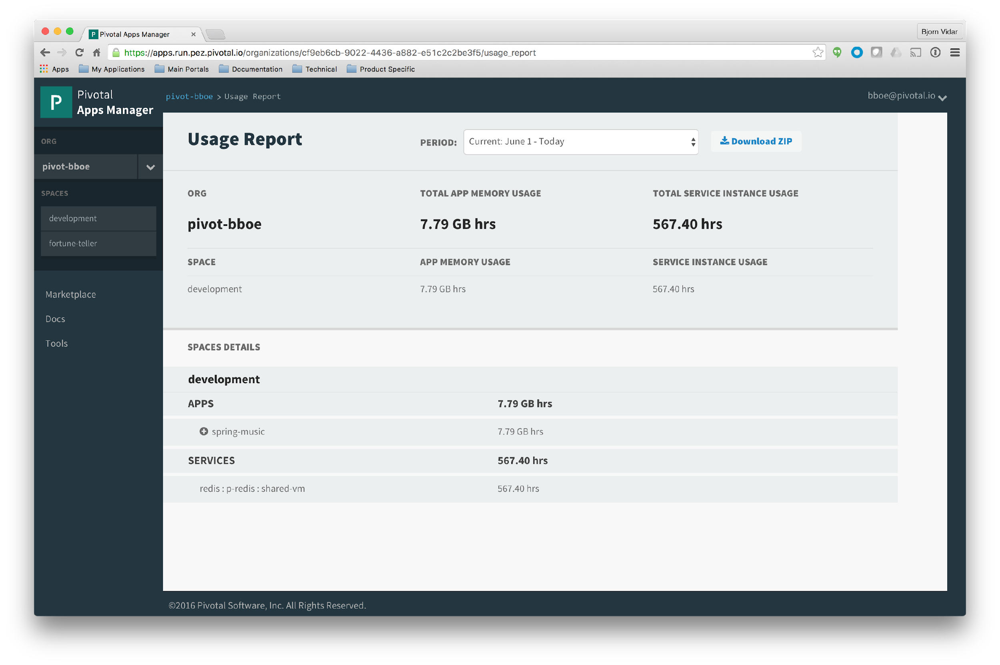 P Pivotal Apps Manager ×
Bjorn Vidar
https://apps.run.pez.pivotal.io/organizations/cf9eb6cb-9022-4436-a882-e51c2c2be3f5/usage_report
Apps My Applications Main Portals Documentation Technical Product Specific
P
Pivotal
Apps Manager
pivot-bboe > Usage Report
bboe@pivotal.io
ORG
pivot-bboe
SPACES
development
fortune-teller
Marketplace
Docs
Tools
Usage Report
PERIOD: Current: June 1 - Today
Download ZIP
ORG TOTAL APP MEMORY USAGE TOTAL SERVICE INSTANCE USAGE
pivot-bboe 7.79 GB hrs 567.40 hrs
SPACE APP MEMORY USAGE SERVICE INSTANCE USAGE
development 7.79 GB hrs 567.40 hrs
SPACES DETAILS
development
APPS 7.79 GB hrs
spring-music 7.79 GB hrs
SERVICES 567.40 hrs
redis : p-redis : shared-vm 567.40 hrs
©2016 Pivotal Software, Inc. All Rights Reserved.